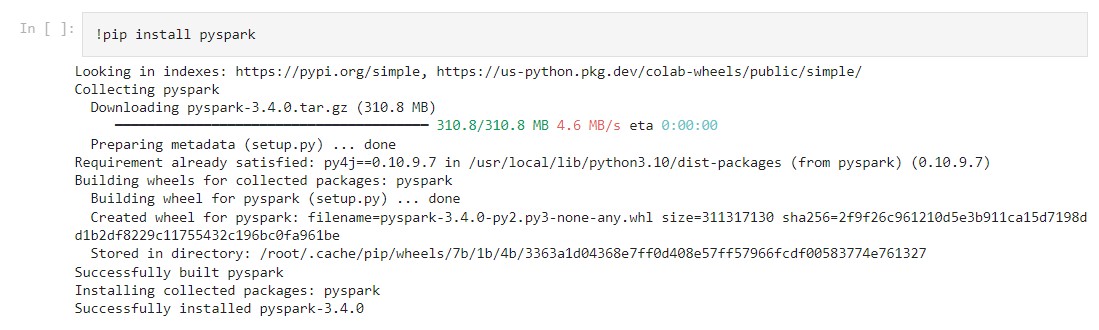 In [ ]: !pip install pyspark
Looking in indexes: https://pypi.org/simple, https://us-python.pkg.dev/colab-wheels/public/simple/
Collecting pyspark
Downloading pyspark-3.4.0.tar.gz (310.8 MB)
310.8/310.8 MB 4.6 MB/s eta 0:00:00
Preparing metadata (setup.py) ... done
Requirement already satisfied: py4j==0.10.9.7 in /usr/local/lib/python3.10/dist-packages (from pyspark) (0.10.9.7)
Building wheels for collected packages: pyspark
Building wheel for pyspark (setup.py) ... done
Created wheel for pyspark: filename=pyspark-3.4.0-py2.py3-none-any.whl size=311317130 sha256=2f9f26c961210d5e3b911ca15d7198d
d1b2df8229c11755432c196bc0fa961be
Stored in directory: /root/.cache/pip/wheels/7b/1b/4b/3363a1d04368e7ff0d408e57ff57966fcdf00583774e761327
Successfully built pyspark
Installing collected packages: pyspark
Successfully installed pyspark-3.4.0